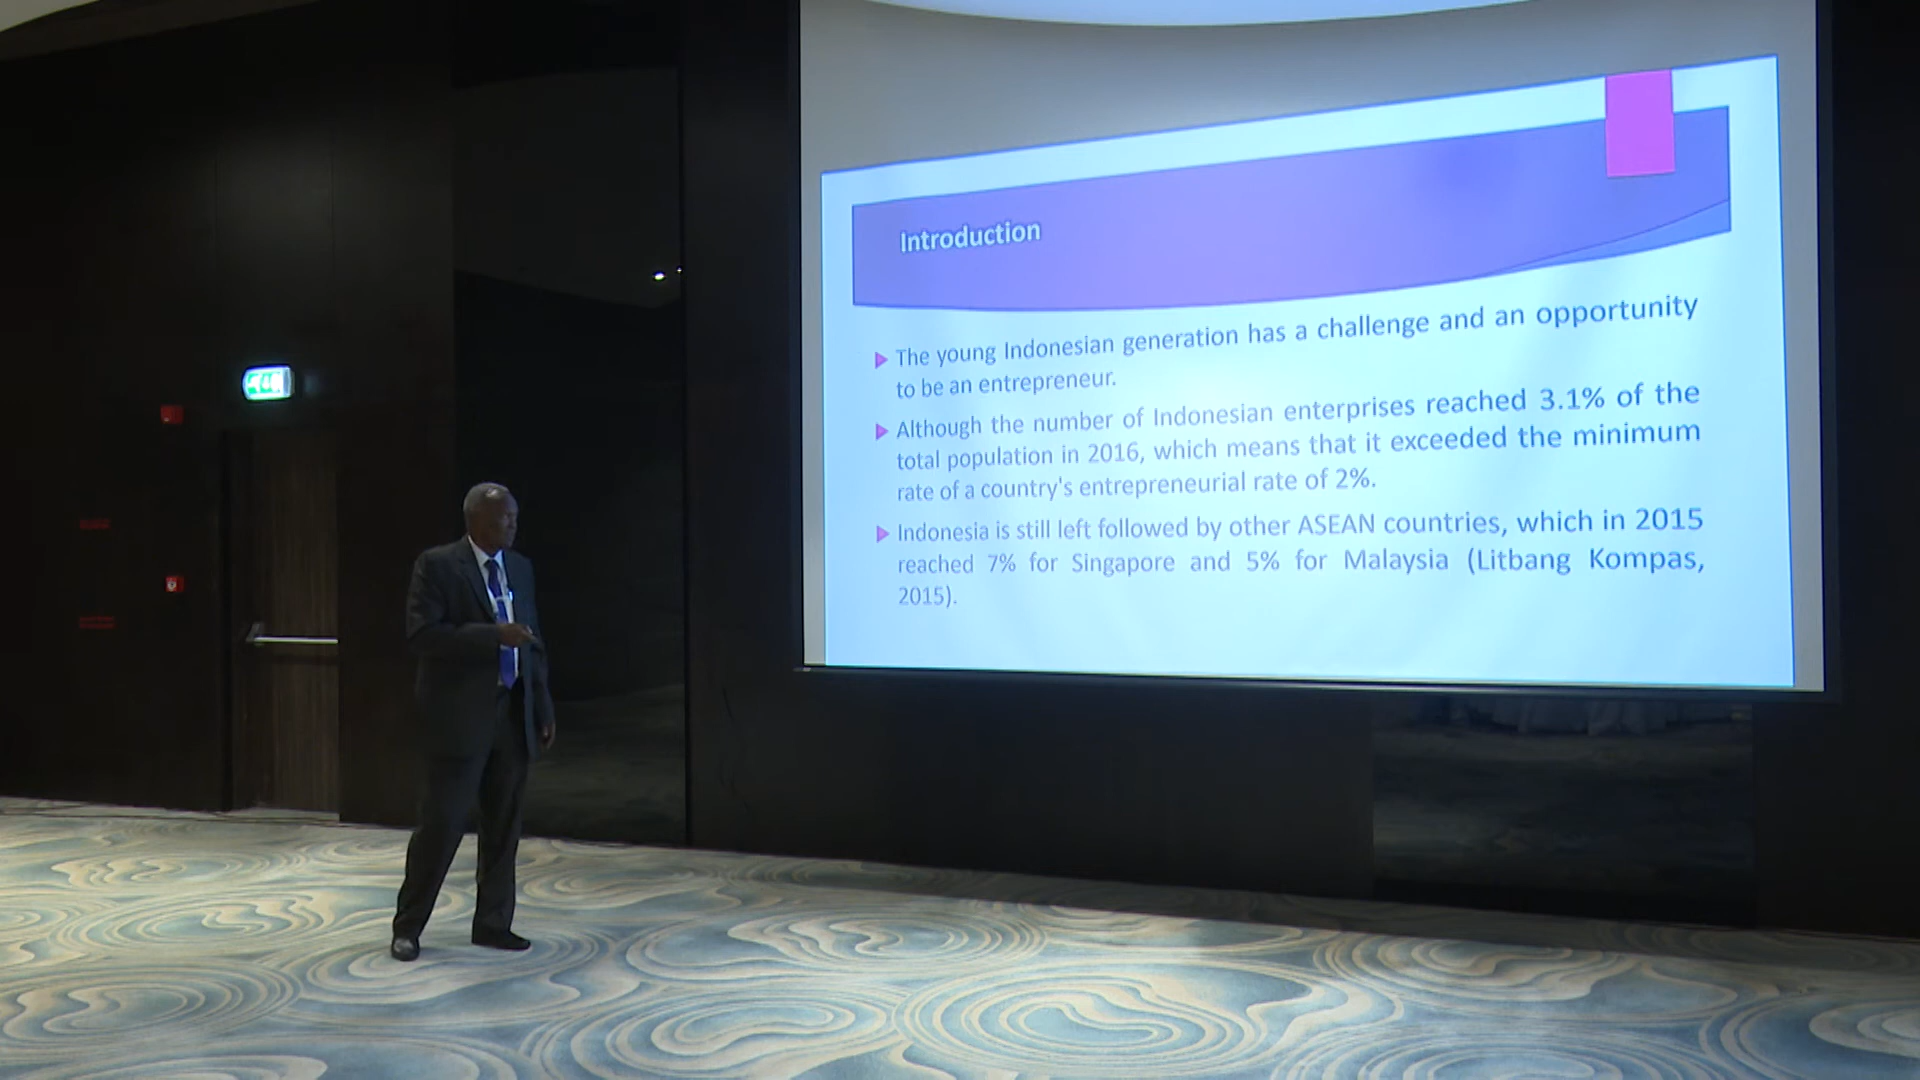 Introduction
The young Indonesian generation has a challenge and an opportunity
to be an entrepreneur.
Although the number of Indonesian enterprises reached 3.1% of the
total population in 2016, which means that it exceeded the minimum
rate of a country's entrepreneurial rate of 2%.
Indonesia is still left followed by other ASEAN countries, which in 2015
reached 7% for Singapore and 5% for Malaysia (Litbang Kompas,
2015).